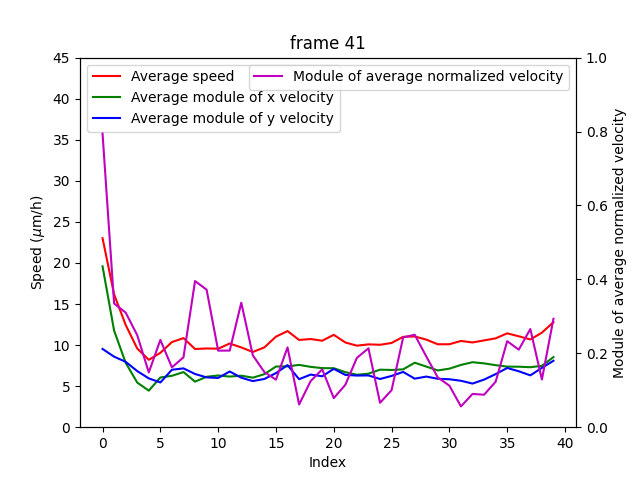 frame 41
Average speed
Average module of x velocity
Average module of y velocity
Module of average normalized velocity
45
40
35
30
25
20
15
10
5
0
Speed (μm/h)
1.0
0.8
0.6
0.4
0.2
0.0
Module of average normalized velocity
0 5 10 15 20 25 30 35 40
Index